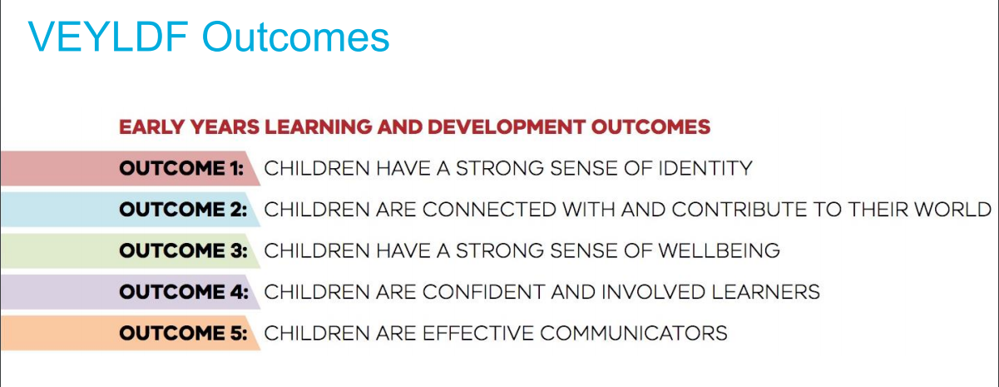 VEYLDF Outcomes
EARLY YEARS LEARNING AND DEVELOPMENT OUTCOMES
OUTCOME 1: CHILDREN HAVE A STRONG SENSE OF IDENTITY
OUTCOME 2: CHILDREN ARE CONNECTED WITH AND CONTRIBUTE TO THEIR WORLD
OUTCOME 3: CHILDREN HAVE A STRONG SENSE OF WELLBEING
OUTCOME 4: CHILDREN ARE CONFIDENT AND INVOLVED LEARNERS
OUTCOME 5: CHILDREN ARE EFFECTIVE COMMUNICATORS